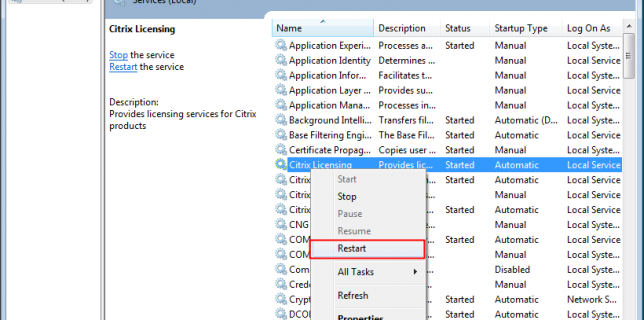 Services (Local)
Citrix Licensing
Stop the service
Restart the service
Description:
Provides licensing services for Citrix
products
Name Description Status Startup Type Log On As
Application Experi... Processes a... Started Manual Local Syste...
Application Identity Determines ... Manual Local Service
Application Infor... Facilitates t... Manual Local Syste...
Application Layer ... Provides su... Manual Local Service
Application Mana... Processes in... Manual Local Syste...
Background Intelli... Transfers fil... Started Automatic (D... Local Syste...
Base Filtering Engi... The Base Fil... Started Automatic Local Service
Certificate Propag... Copies user ... Started Manual Local Syste...
Citrix Licensing Provides lic... Started Automatic Local Service
Citrix Started Automatic Local Service
Citrix Manual Local Syste...
Citrix Started Automatic Local Service
CNG Manual Local Syste...
COM Started Automatic Local Service
COM Manual Local Syste...
Com Disabled Local Syste...
Crede Manual Local Syste...
Crypt Started Automatic Network S...
DCO Started Automatic Local Syste...
Start
Stop
Pause
Resume
Restart
All Tasks
Refresh
Properties